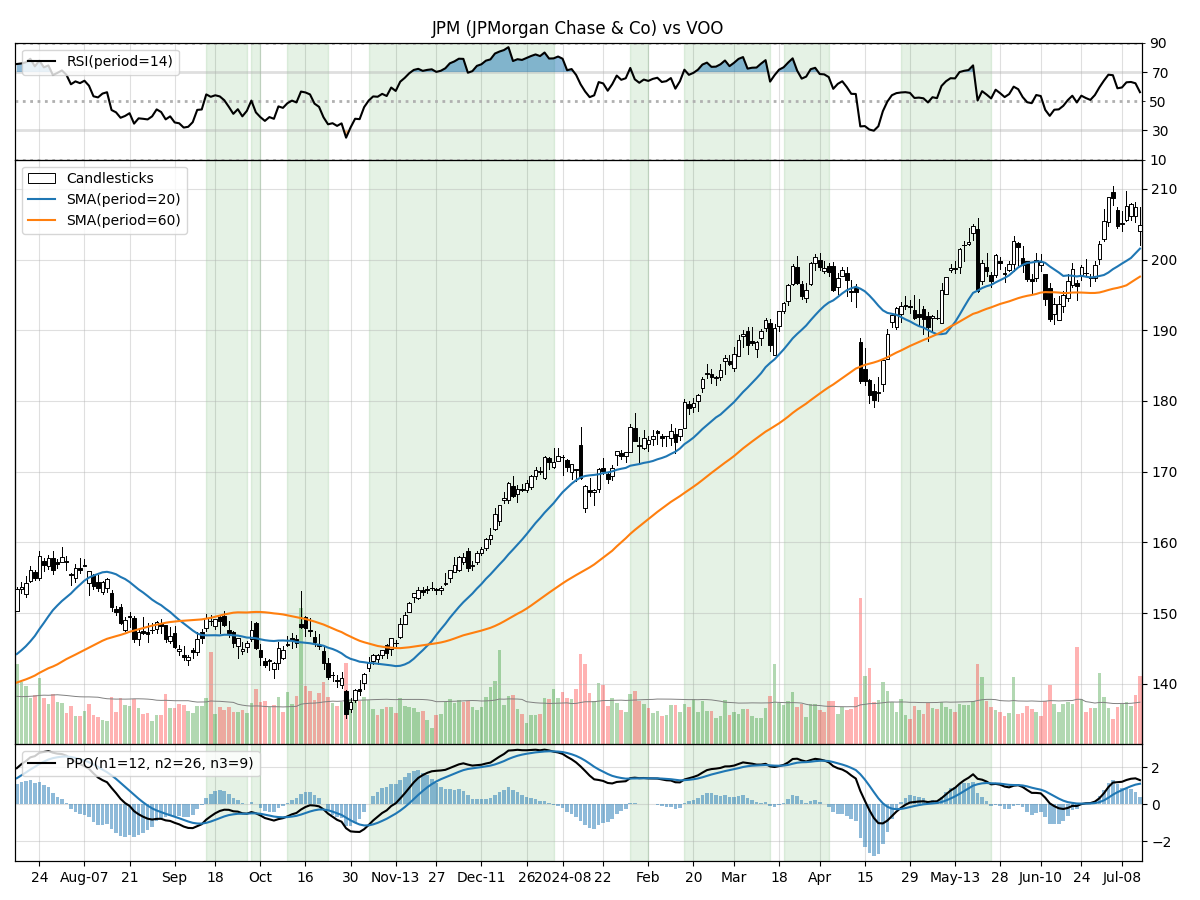 JPM (JPMorgan Chase & Co) vs VOO
RSI(period=14)
90
70
50
30
10
Candlesticks
SMA(period=20)
SMA(period=60)
210
200
190
180
170
160
150
140
PPO(n1=12, n2=26, n3=9)
2
0
−2
24 Aug-07 21 Sep 18 Oct 16 30 Nov-13 27 Dec-11 26 2024-08 22 Feb 20 Mar 18 Apr 15 29 May-13 28 Jun-10 24 Jul-08